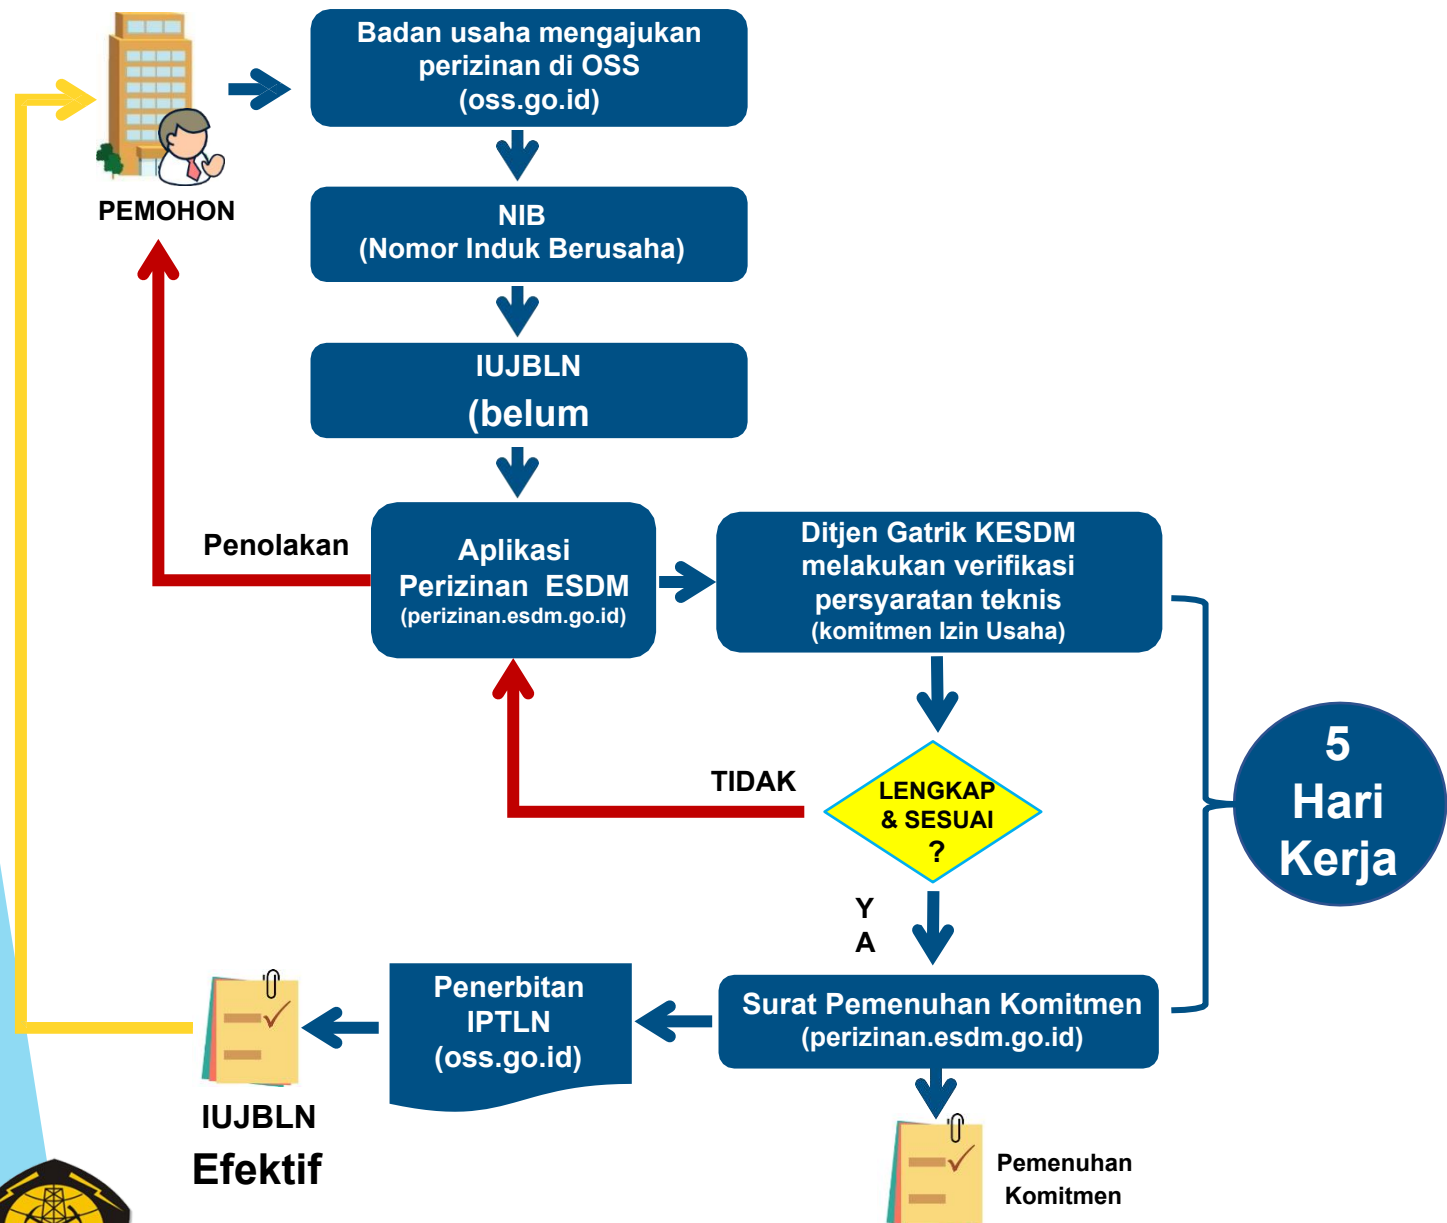 Badan usaha mengajukan
perizinan di OSS
(oss.go.id)
PEMOHON
NIB
(Nomor Induk Berusaha)
IUJBLN
(belum
Penolakan
Aplikasi
Perizinan ESDM
(perizinan.esdm.go.id)
Ditjen Gatrik KESDM
melakukan verifikasi
persyaratan teknis
(komitmen Izin Usaha)
5
Hari
Kerja
TIDAK
LENGKAP
& SESUAI
?
Y
A
Surat Pemenuhan Komitmen
(perizinan.esdm.go.id)
Penerbitan
IPTLN
(oss.go.id)
IUJBLN
Efektif
Pemenuhan
Komitmen